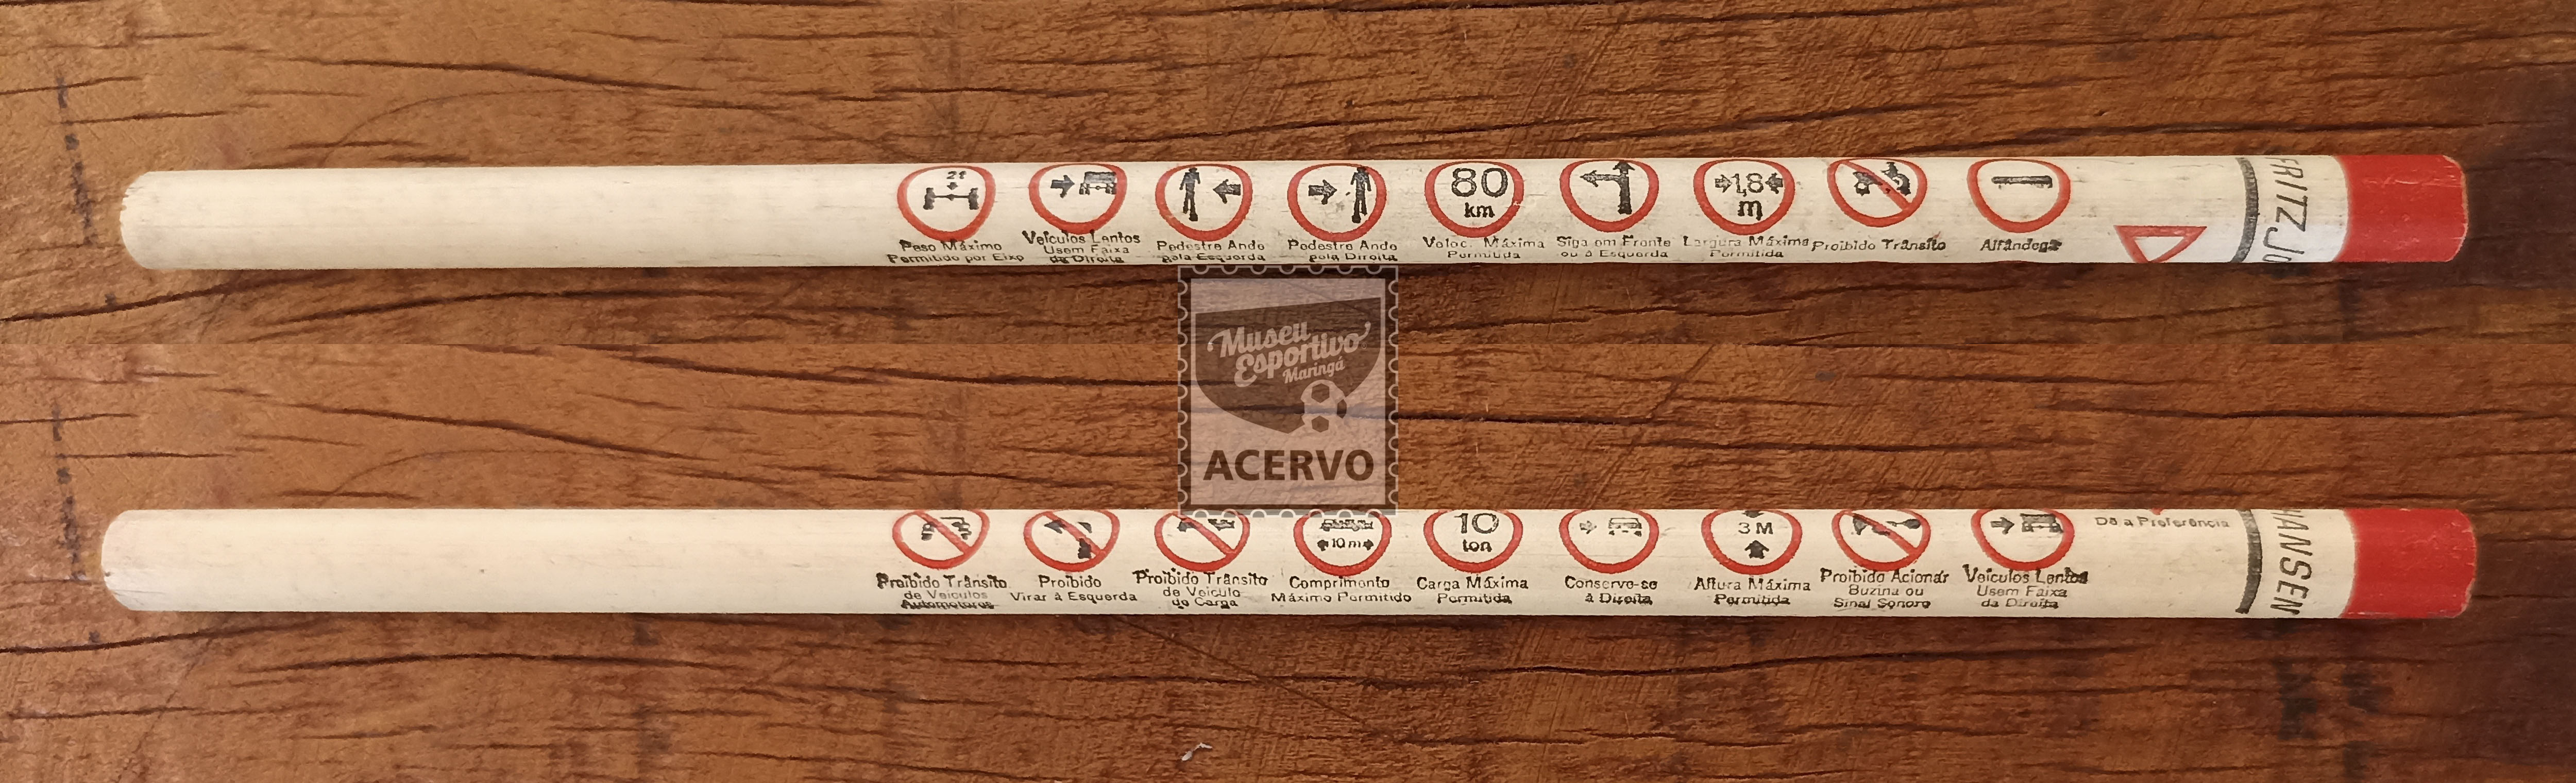 2t
80
km
1,8
m
Peso Máximo
Permitido por Eixo
Veículos Lentos
Usem Faixa
da Direita
Pedestre Ande
pela Esquerda
Pedestre Ande
pela Direita
Veloc. Máxima
Permitida
Siga em Frente
ou à Esquerda
Largura Máxima
Permitida
Proibido Trânsito
Alfândega
FRITZ JO
Museu
Esportivo
Maringá
ACERVO
10 m
10
ton
3 M
Proibido Trânsito
de Veículos
Automotores
Proibido
Virar à Esquerda
Proibido Trânsito
de Veículo
de Carga
Comprimento
Máximo Permitido
Carga Máxima
Permitida
Conserve-se
à Direita
Altura Máxima
Permitida
Proibido Acionar
Buzina ou
Sinal Sonoro
Veículos Lentos
Usem Faixa
da Direita
Dê a Preferência
HANSEN